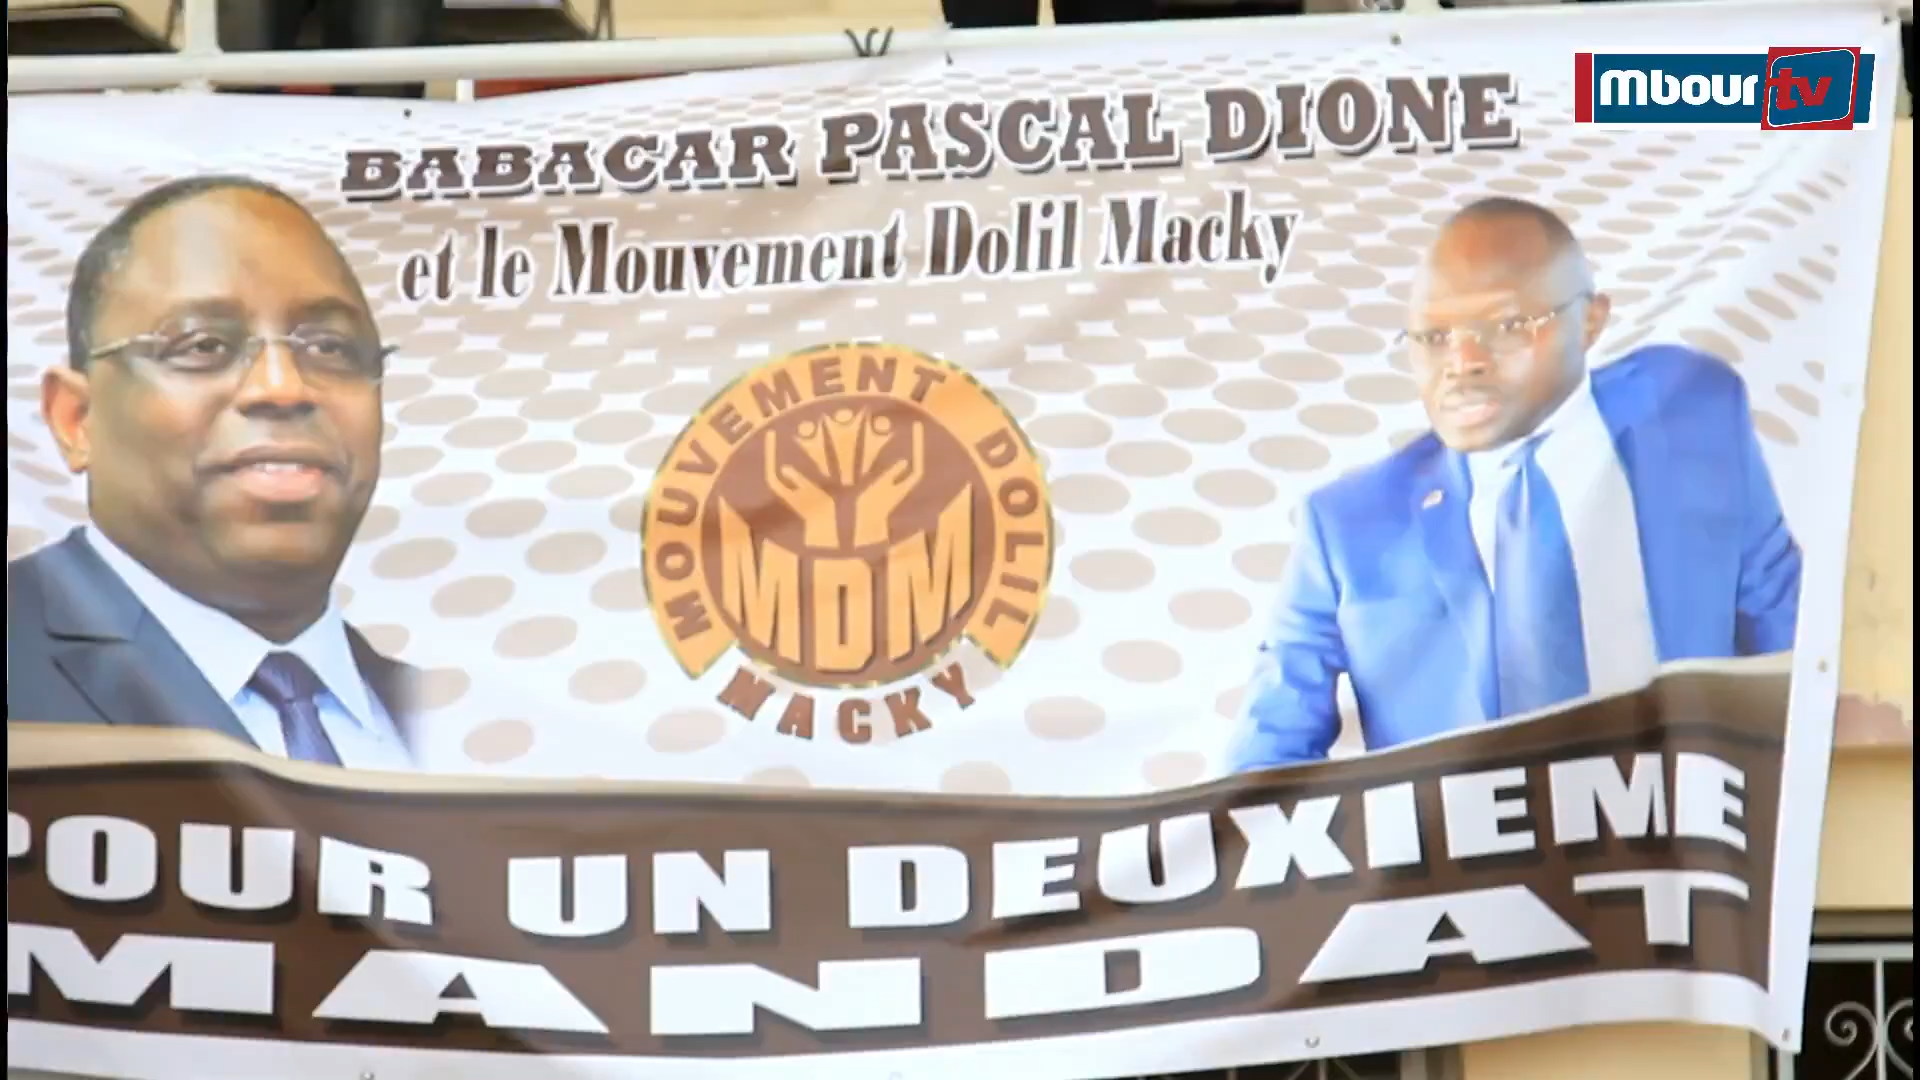 Mbour tv
BABACAR PASCAL DIONE
et le Mouvement Dolil Macky
MOUVEMENT DOLIL
MDM
MACKY
POUR UN DEUXIEME
MANDAT